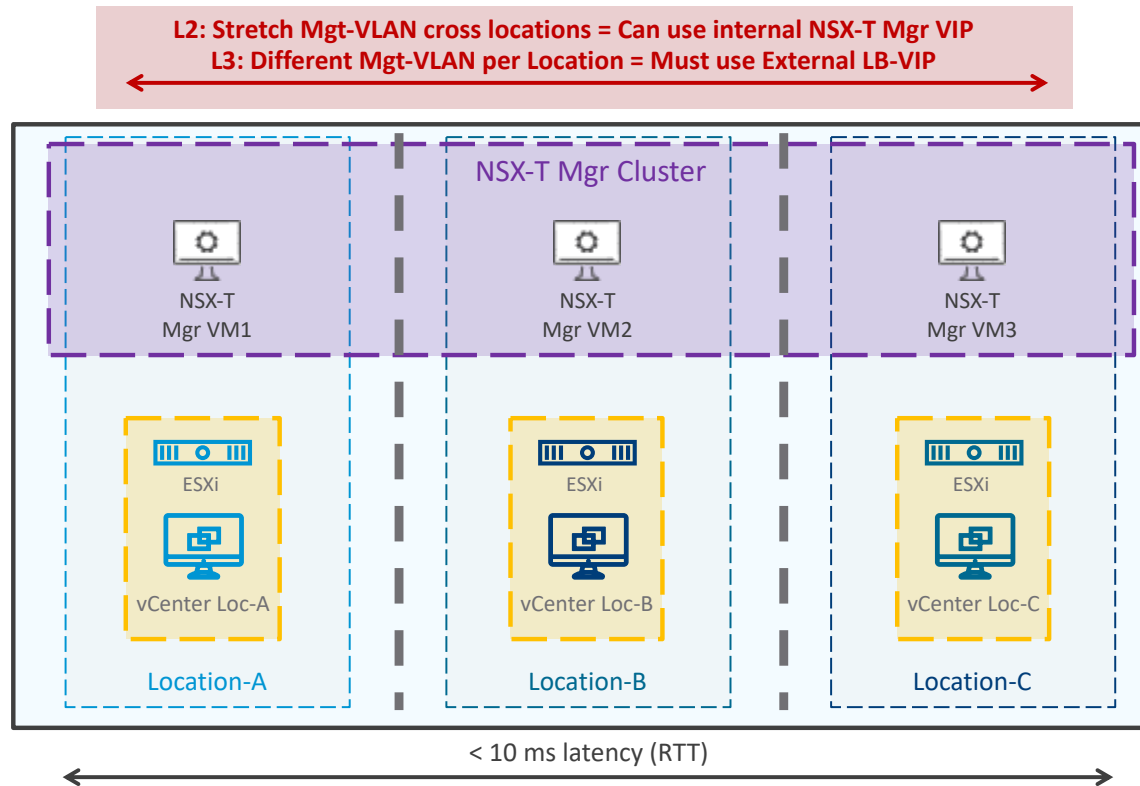 L2: Stretch Mgt-VLAN cross locations = Can use internal NSX-T Mgr VIP
L3: Different Mgt-VLAN per Location = Must use External LB-VIP
NSX-T Mgr Cluster
NSX-T
Mgr VM1
NSX-T
Mgr VM2
NSX-T
Mgr VM3
ESXi
ESXi
ESXi
vCenter Loc-A
vCenter Loc-B
vCenter Loc-C
Location-A
Location-B
Location-C
< 10 ms latency (RTT)